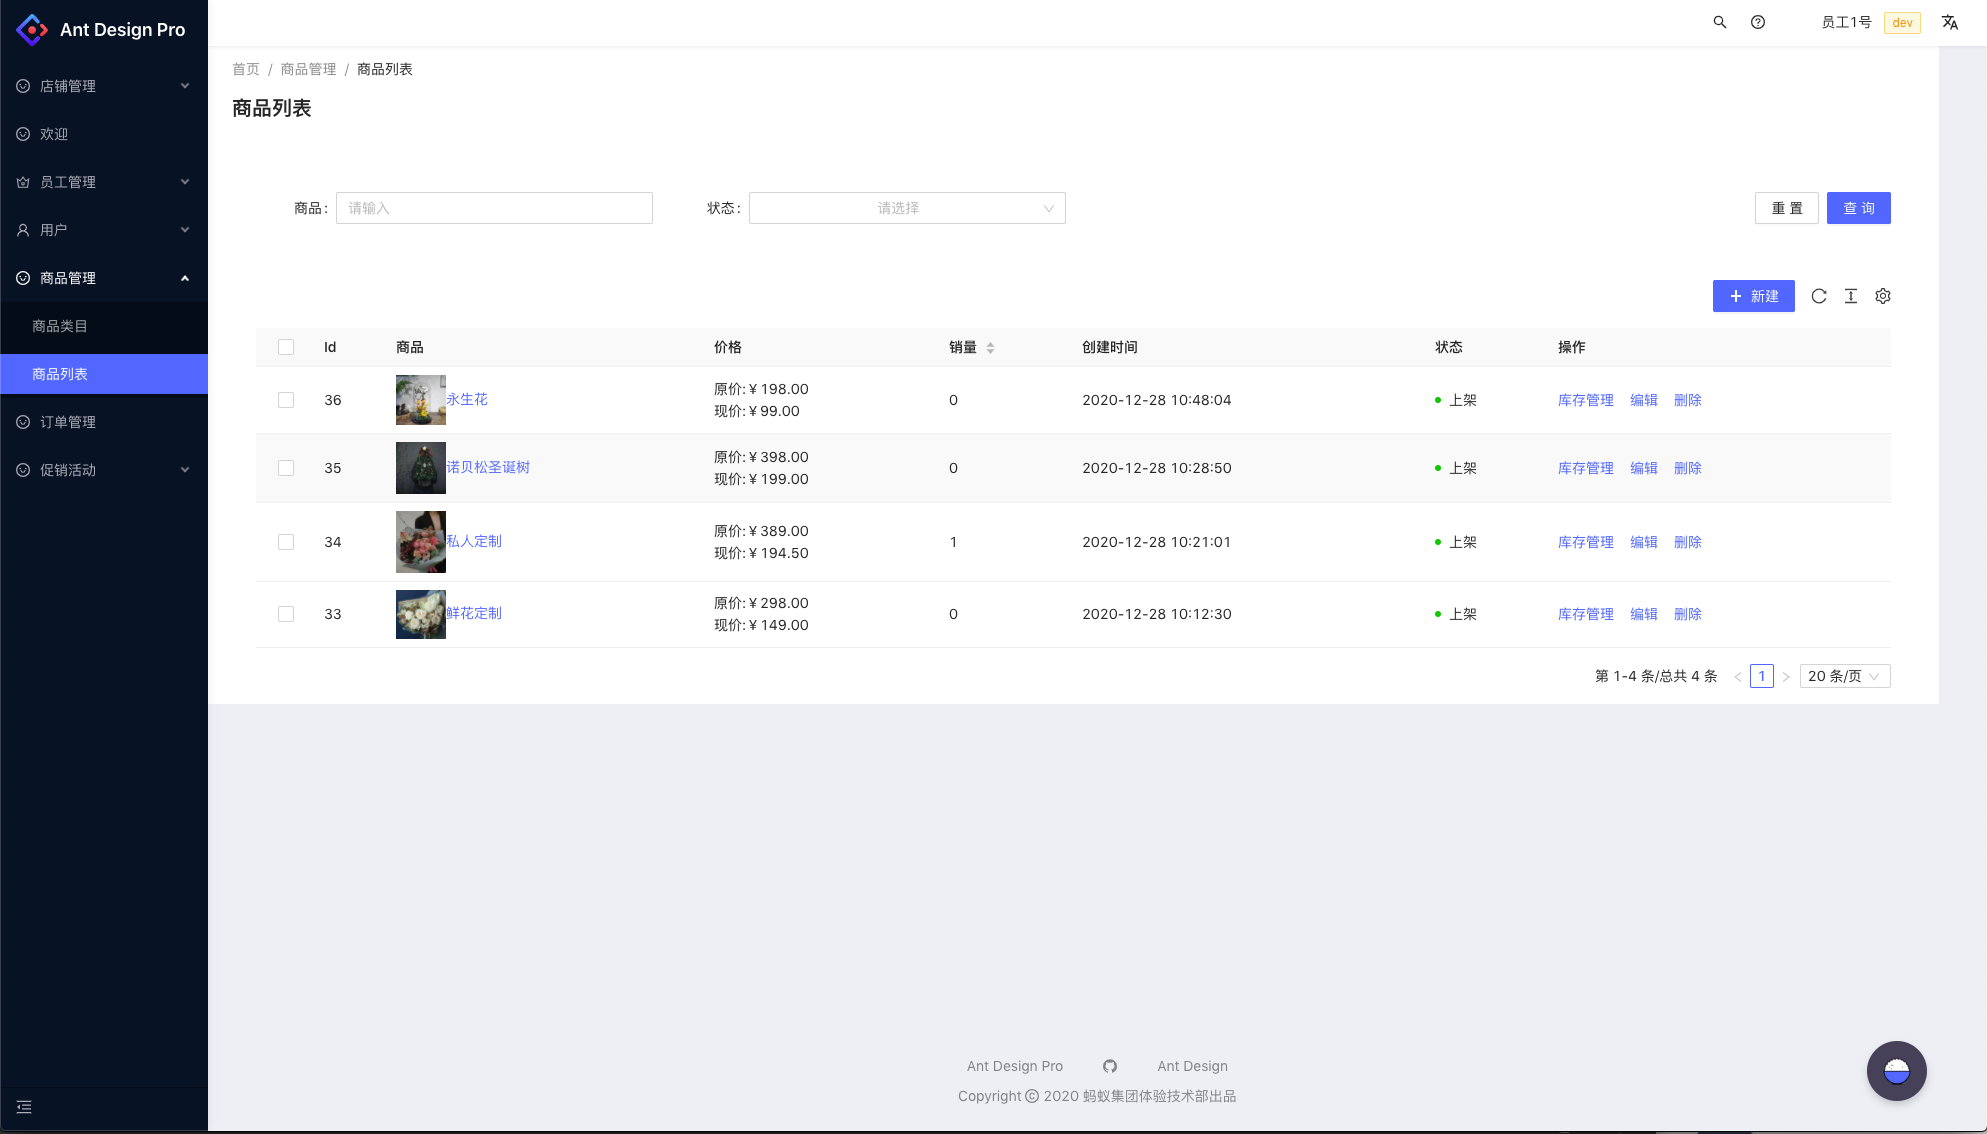 Ant Design Pro
员工1号 dev
店铺管理
欢迎
员工管理
用户
商品管理
商品类目
商品列表
订单管理
促销活动
首页 / 商品管理 / 商品列表
商品列表
商品: 请输入 状态: 请选择 重 置 查 询
新建
Id 商品 价格 销量 创建时间 状态 操作
36 永生花 原价: ¥ 198.00 0 2020-12-28 10:48:04 上架 库存管理 编辑 删除
现价: ¥ 99.00
35 诺贝松圣诞树 原价: ¥ 398.00 0 2020-12-28 10:28:50 上架 库存管理 编辑 删除
现价: ¥ 199.00
34 私人定制 原价: ¥ 389.00 1 2020-12-28 10:21:01 上架 库存管理 编辑 删除
现价: ¥ 194.50
33 鲜花定制 原价: ¥ 298.00 0 2020-12-28 10:12:30 上架 库存管理 编辑 删除
现价: ¥ 149.00
第 1-4 条/总共 4 条 < 1 > 20 条/页
Ant Design Pro Ant Design
Copyright © 2020 蚂蚁集团体验技术部出品